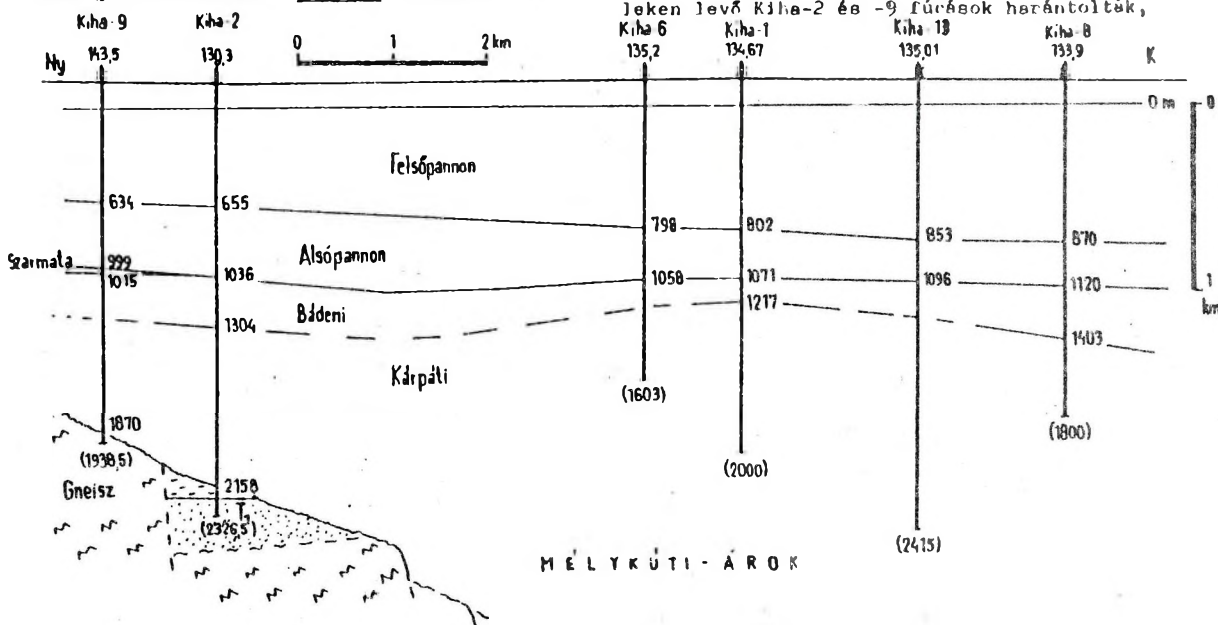 leken levő Kiha-2 és -9 fúrások harántolták,
Kiha-9 Kiha-2 Kiha 6 Kiha-1 Kiha-13 Kiha-8
143,5 130,3 0 1 2 km 135,2 134,67 135,01 133,9
Ny K
0 m 0
Felsőpannon
634 655 798 802 853 870
Szarmata 999 1036 Alsópannon 1058 1071 1096 1120 1
1015 km
Bádeni 1217
1304 1403
Kárpáti
(1603)
1870 (1800)
(1938,5) (2000)
Gneisz 2158
T1
(2326,5) (2415)
MÉLYKÚTI-ÁROK